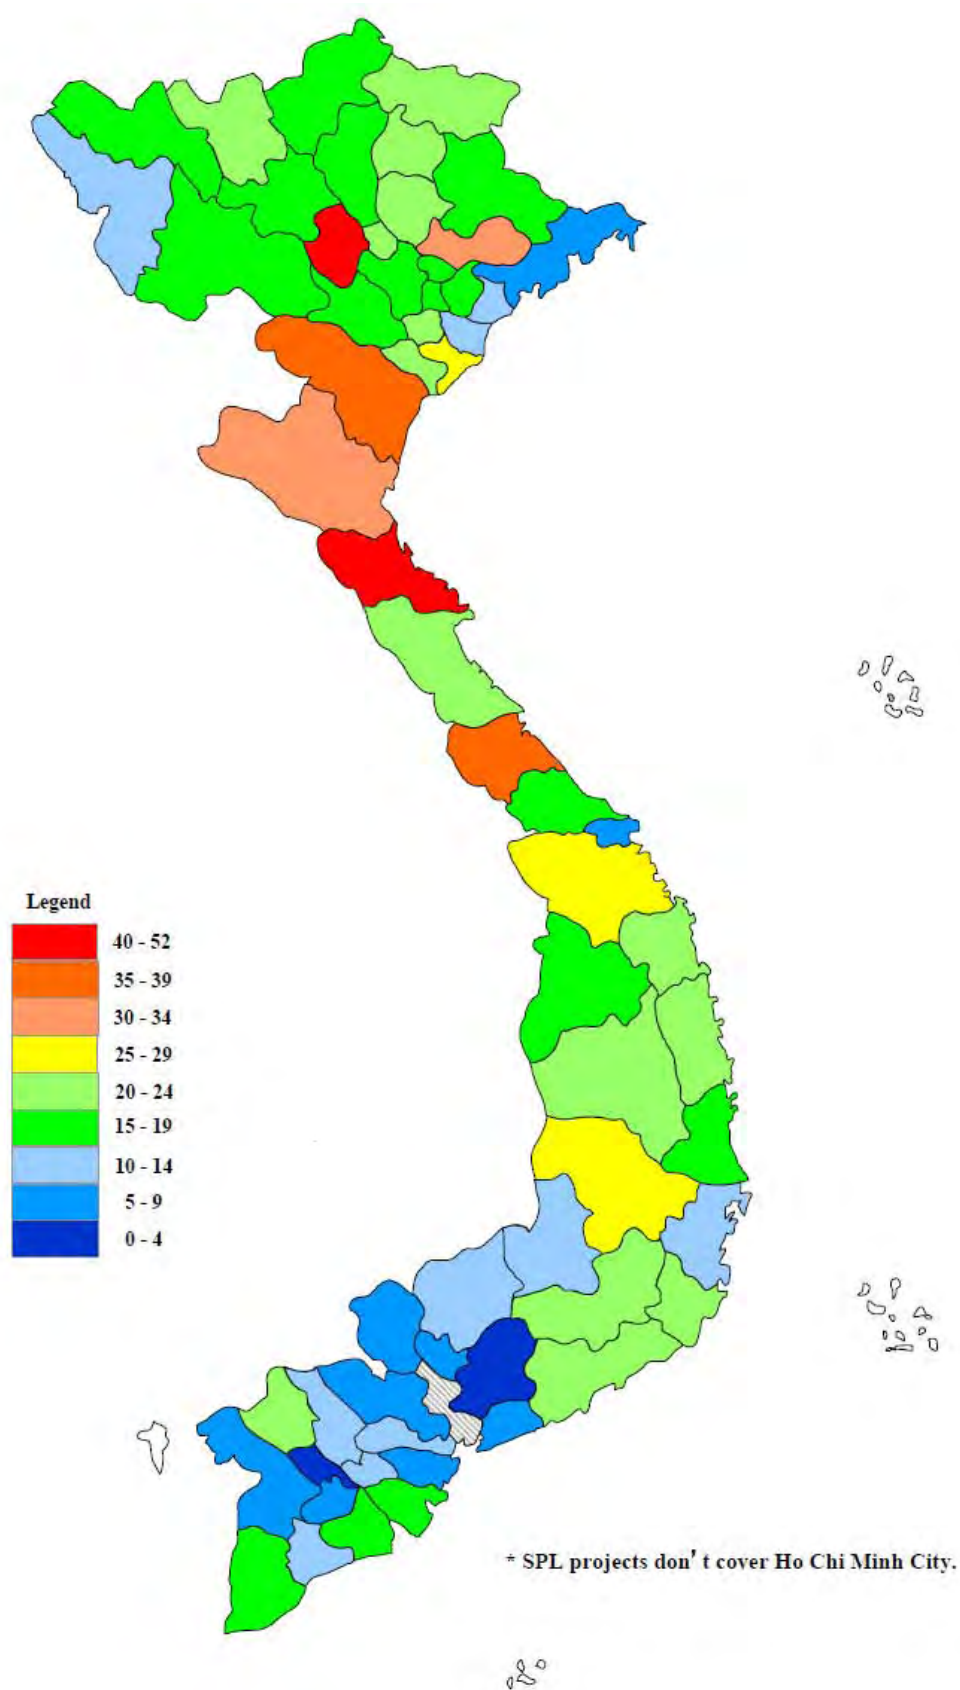 Legend
40 - 52
35 - 39
30 - 34
25 - 29
20 - 24
15 - 19
10 - 14
5 - 9
0 - 4
* SPL projects don’ t cover Ho Chi Minh City.